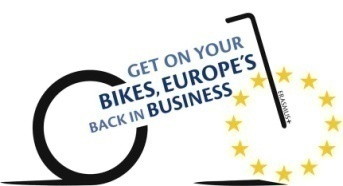 GET ON YOUR
BIKES, EUROPE'S
BACK IN BUSINESS
ERASMUS+